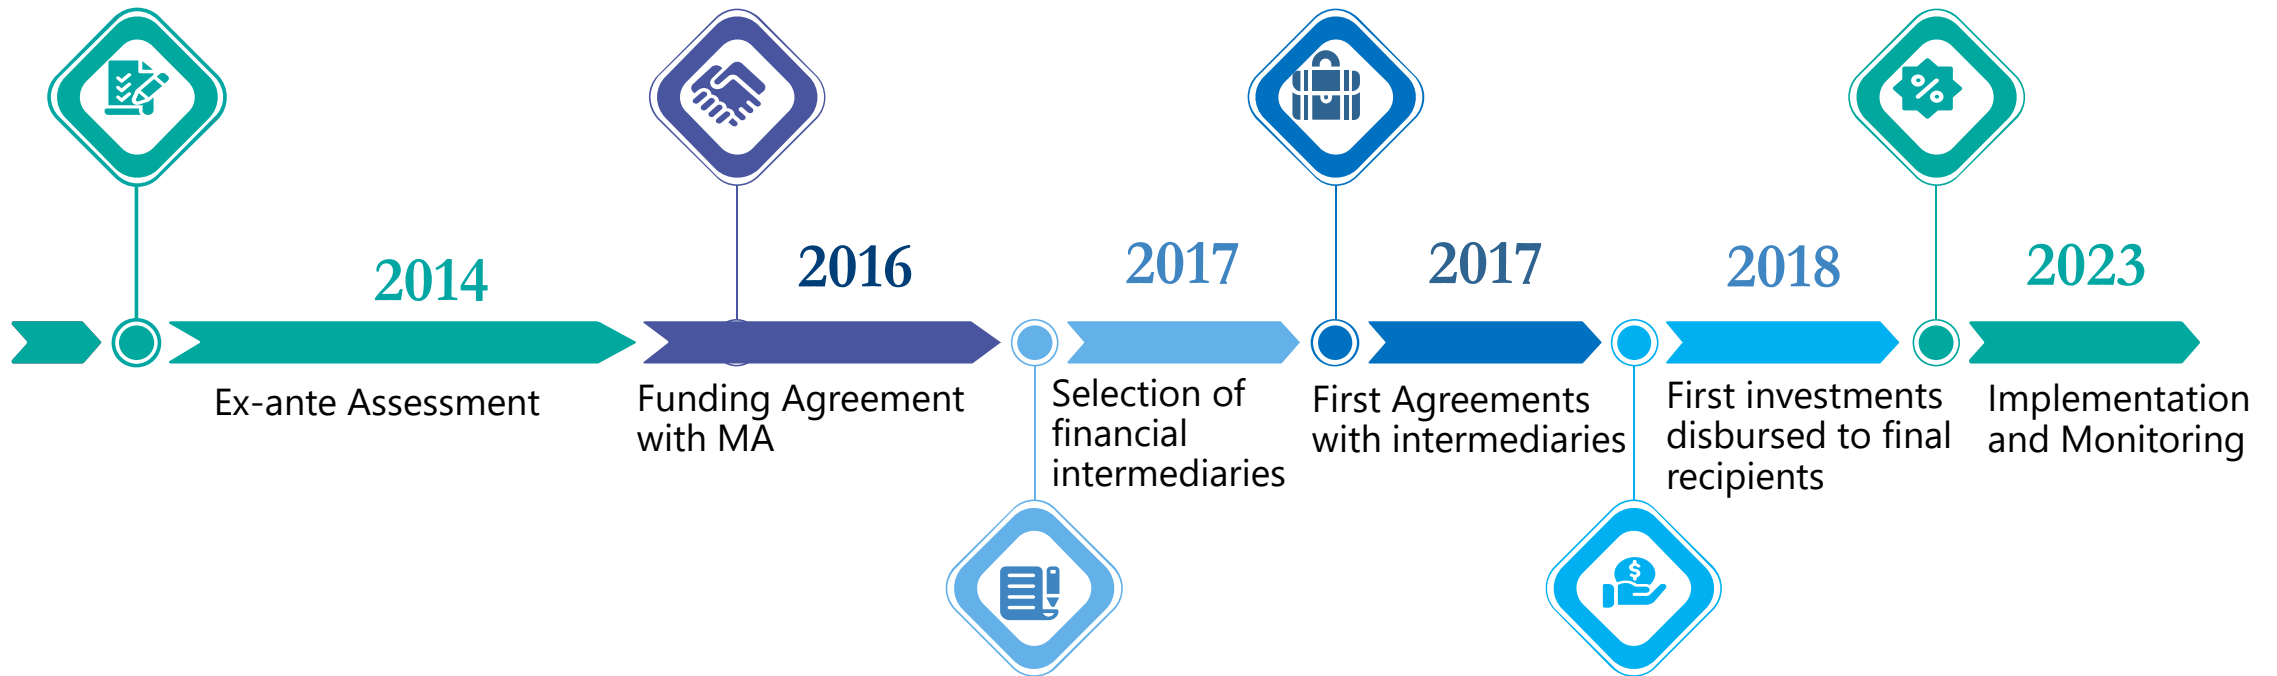 2014
Ex-ante Assessment
2016
Funding Agreement
with MA
2017
Selection of
financial
intermediaries
2017
First Agreements
with intermediaries
2018
First investments
disbursed to final
recipients
2023
Implementation
and Monitoring
%
$